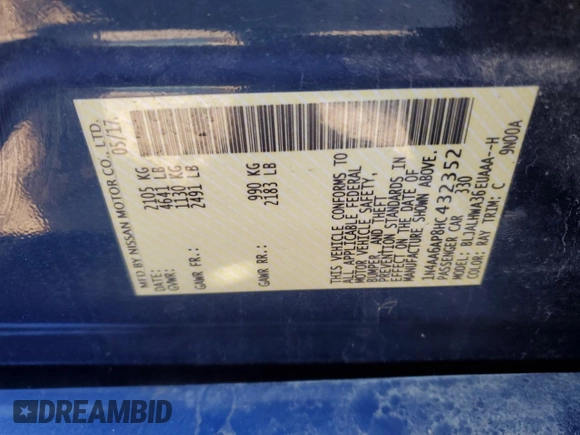 MFD BY NISSAN MOTOR CO., LTD.
05/17
GVWR: 2105 KG
4641 LB
GAWR FR.: 1130 KG
2491 LB
GAWR RR.: 990 KG
2183 LB
THIS VEHICLE CONFORMS TO
ALL APPLICABLE FEDERAL
MOTOR VEHICLE SAFETY,
BUMPER, AND THEFT
PREVENTION STANDARDS IN
EFFECT ON THE DATE OF
MANUFACTURE SHOWN ABOVE.
1N4AA6AP8HC432352
PASSENGER CAR 330
MODEL: BLJALHWA36EUAAA--H
COLOR: RAY TRIM: C 9N00A
DREAMBID